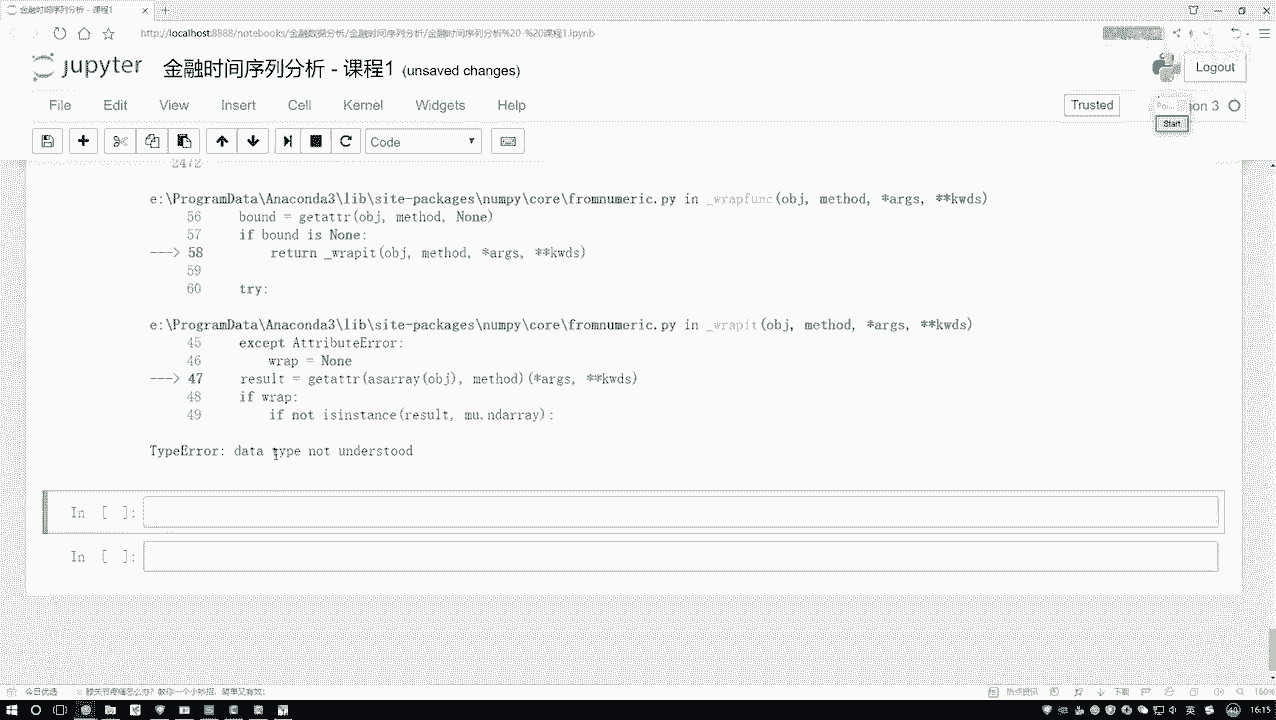 金融时间序列分析 - 课程1
http://localhost:8888/notebooks/金融数据分析/金融时间序列分析/金融时间序列分析%20-%20课程1.ipynb
jupyter 金融时间序列分析 - 课程1 (unsaved changes)
Logout
File Edit View Insert Cell Kernel Widgets Help
Trusted
on 3
Start
Code
2472
e:\ProgramData\Anaconda3\lib\site-packages\numpy\core\fromnumeric.py in _wrapfunc(obj, method, *args, **kwds)
56 bound = getattr(obj, method, None)
57 if bound is None:
---> 58 return _wrapit(obj, method, *args, **kwds)
59
60 try:
e:\ProgramData\Anaconda3\lib\site-packages\numpy\core\fromnumeric.py in _wrapit(obj, method, *args, **kwds)
45 except AttributeError:
46 wrap = None
---> 47 result = getattr(asarray(obj), method)(*args, **kwds)
48 if wrap:
49 if not isinstance(result, mu.ndarray):
TypeError: data type not understood
In [ ]:
In [ ]:
今日优选
热点资讯
下载
160%
英
16:15